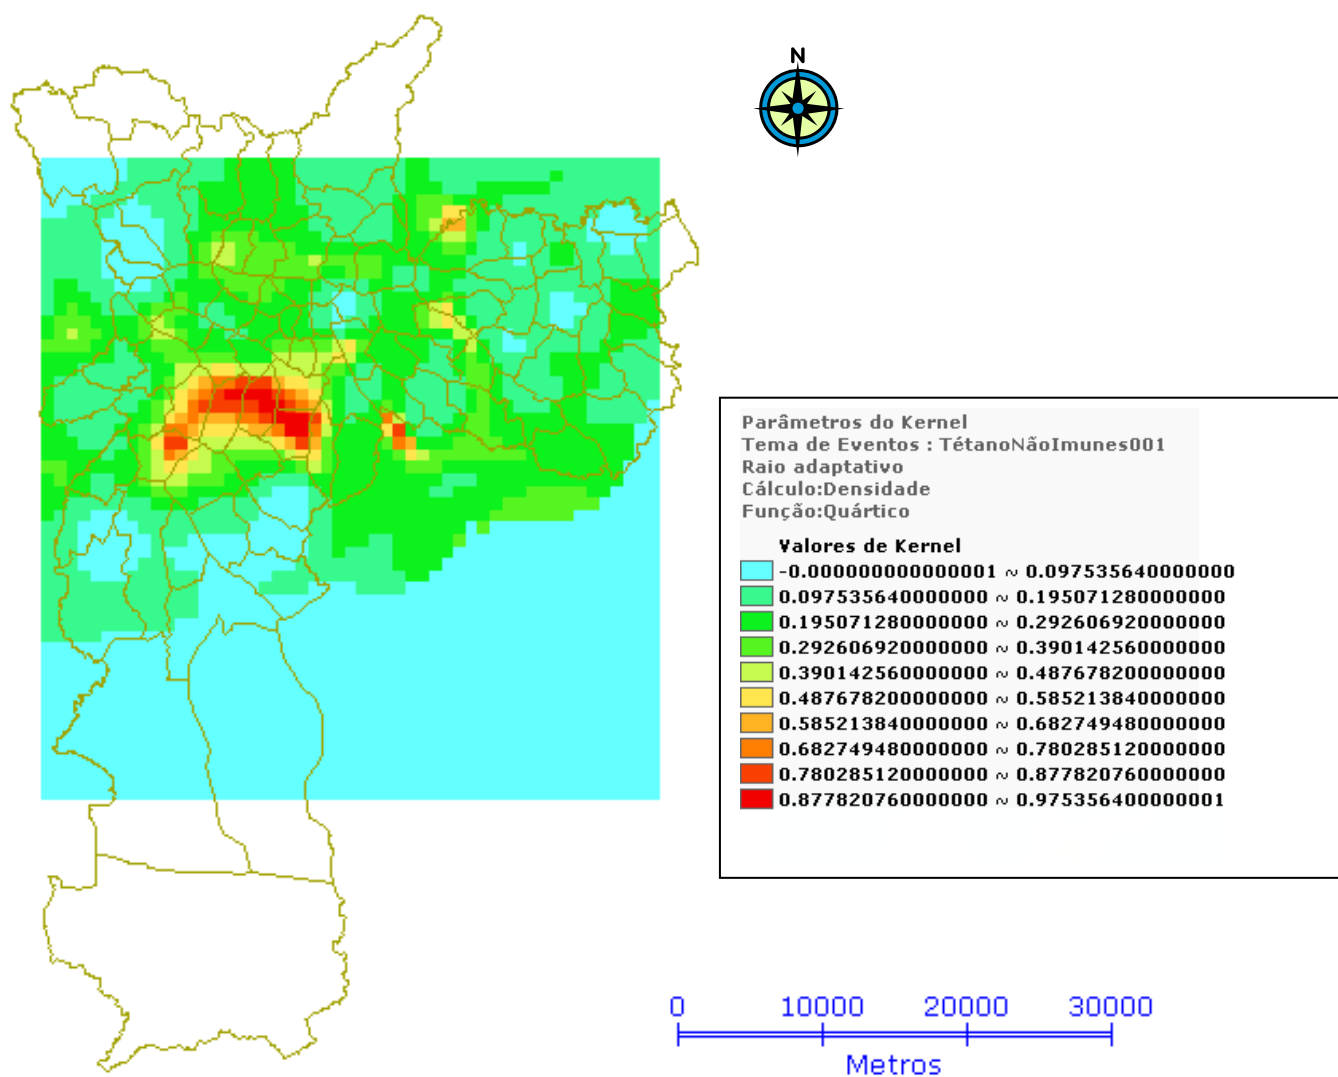 N
Parâmetros do Kernel
Tema de Eventos : TétanoNãoImunes001
Raio adaptativo
Cálculo:Densidade
Função:Quártico
Valores de Kernel
-0.000000000000001 ~ 0.097535640000000
0.097535640000000 ~ 0.195071280000000
0.195071280000000 ~ 0.292606920000000
0.292606920000000 ~ 0.390142560000000
0.390142560000000 ~ 0.487678200000000
0.487678200000000 ~ 0.585213840000000
0.585213840000000 ~ 0.682749480000000
0.682749480000000 ~ 0.780285120000000
0.780285120000000 ~ 0.877820760000000
0.877820760000000 ~ 0.975356400000001
0 10000 20000 30000
Metros